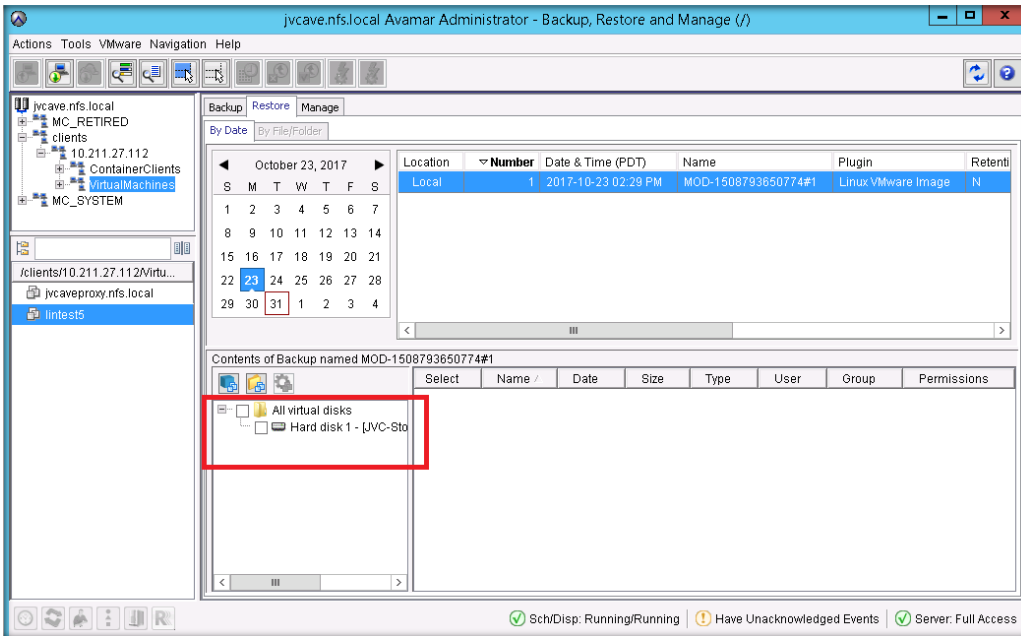 jvcave.nfs.local Avamar Administrator - Backup, Restore and Manage (/)
Actions Tools VMware Navigation Help
jvcave.nfs.local
MC_RETIRED
clients
10.211.27.112
ContainerClients
VirtualMachines
MC_SYSTEM
/clients/10.211.27.112/Virtu...
jvcaveproxy.nfs.local
lintest5
Backup Restore Manage
By Date By File/Folder
October 23, 2017
S M T W T F S
1 2 3 4 5 6 7
8 9 10 11 12 13 14
15 16 17 18 19 20 21
22 23 24 25 26 27 28
29 30 31 1 2 3 4
Location Number Date & Time (PDT) Name Plugin Retenti
Local 1 2017-10-23 02:29 PM MOD-1508793650774#1 Linux VMware Image N
Contents of Backup named MOD-1508793650774#1
All virtual disks
Hard disk 1 - [JVC-Sto
Select Name / Date Size Type User Group Permissions
Sch/Disp: Running/Running Have Unacknowledged Events Server: Full Access